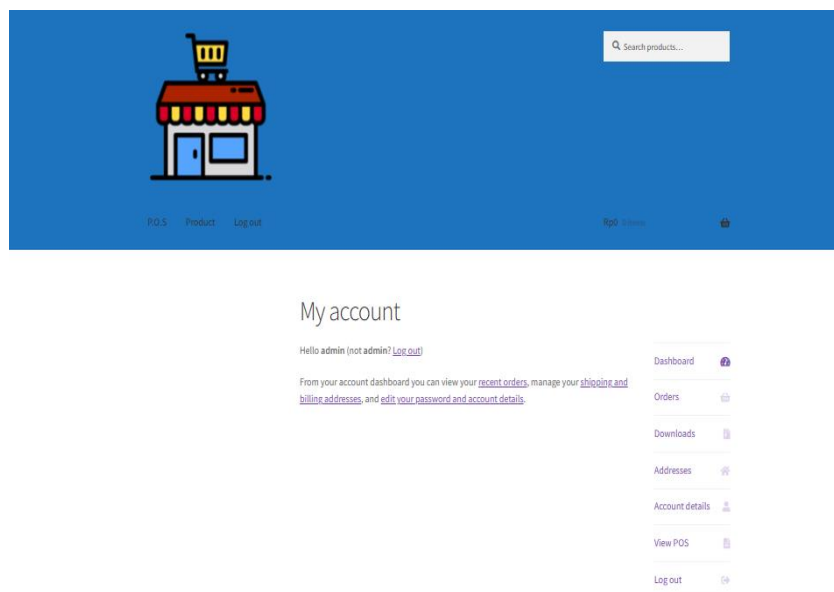 Search products...
P.O.S Product Log out
Rp0 0 items
My account
Hello admin (not admin? Log out)
From your account dashboard you can view your recent orders, manage your shipping and
billing addresses, and edit your password and account details.
Dashboard
Orders
Downloads
Addresses
Account details
View POS
Log out